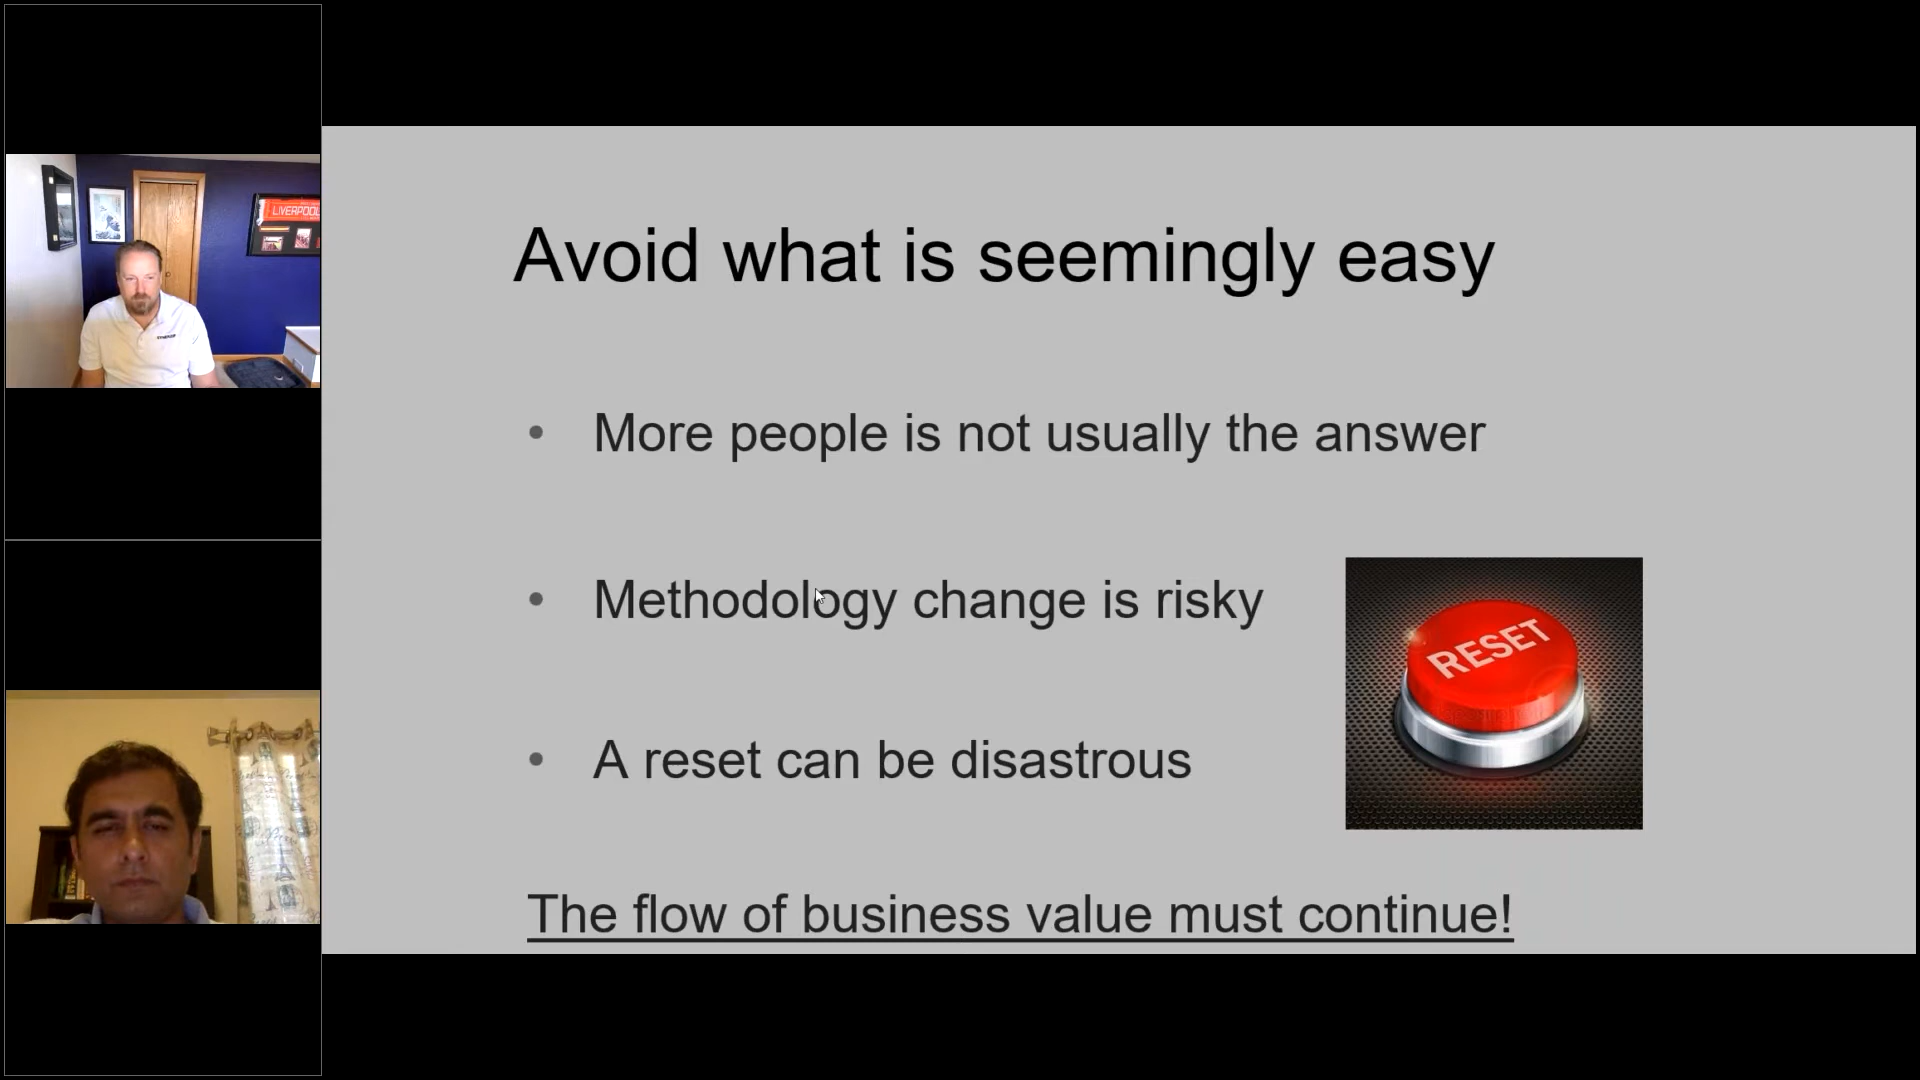 LIVERPOOL
Avoid what is seemingly easy
• More people is not usually the answer
• Methodology change is risky
RESET
• A reset can be disastrous
The flow of business value must continue!